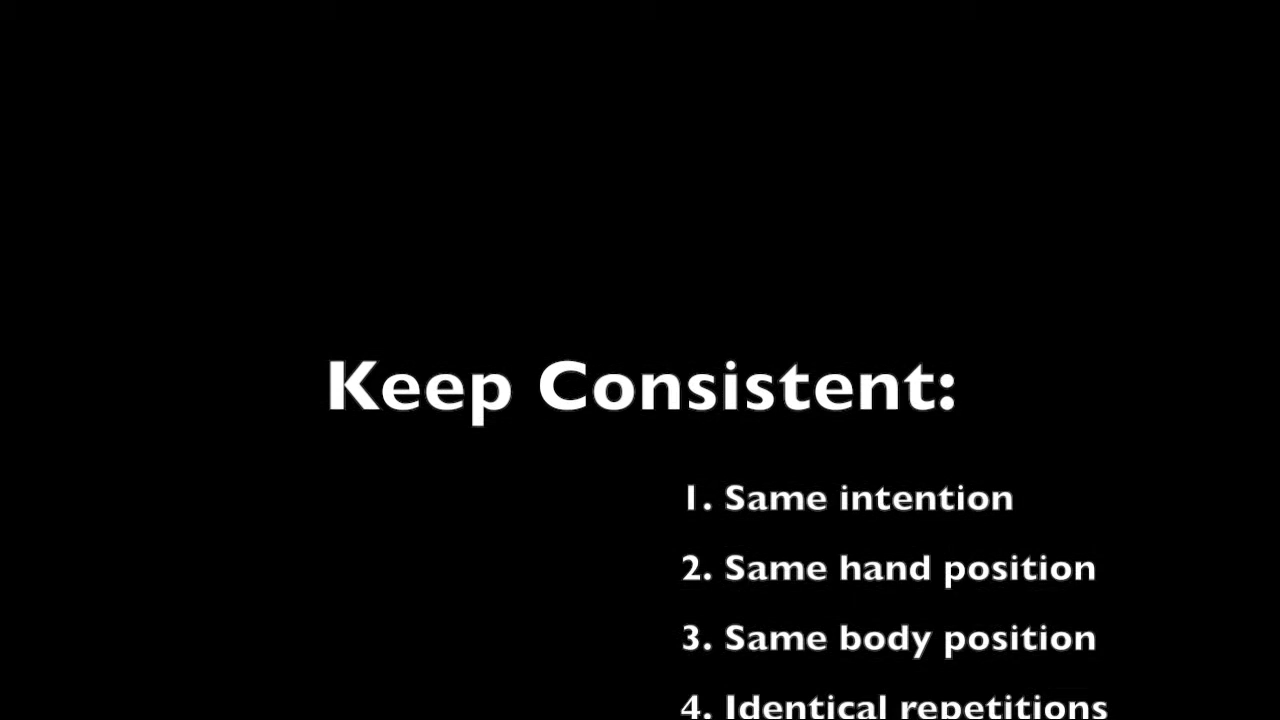 Keep Consistent:
1. Same intention
2. Same hand position
3. Same body position
4. Identical repetitions